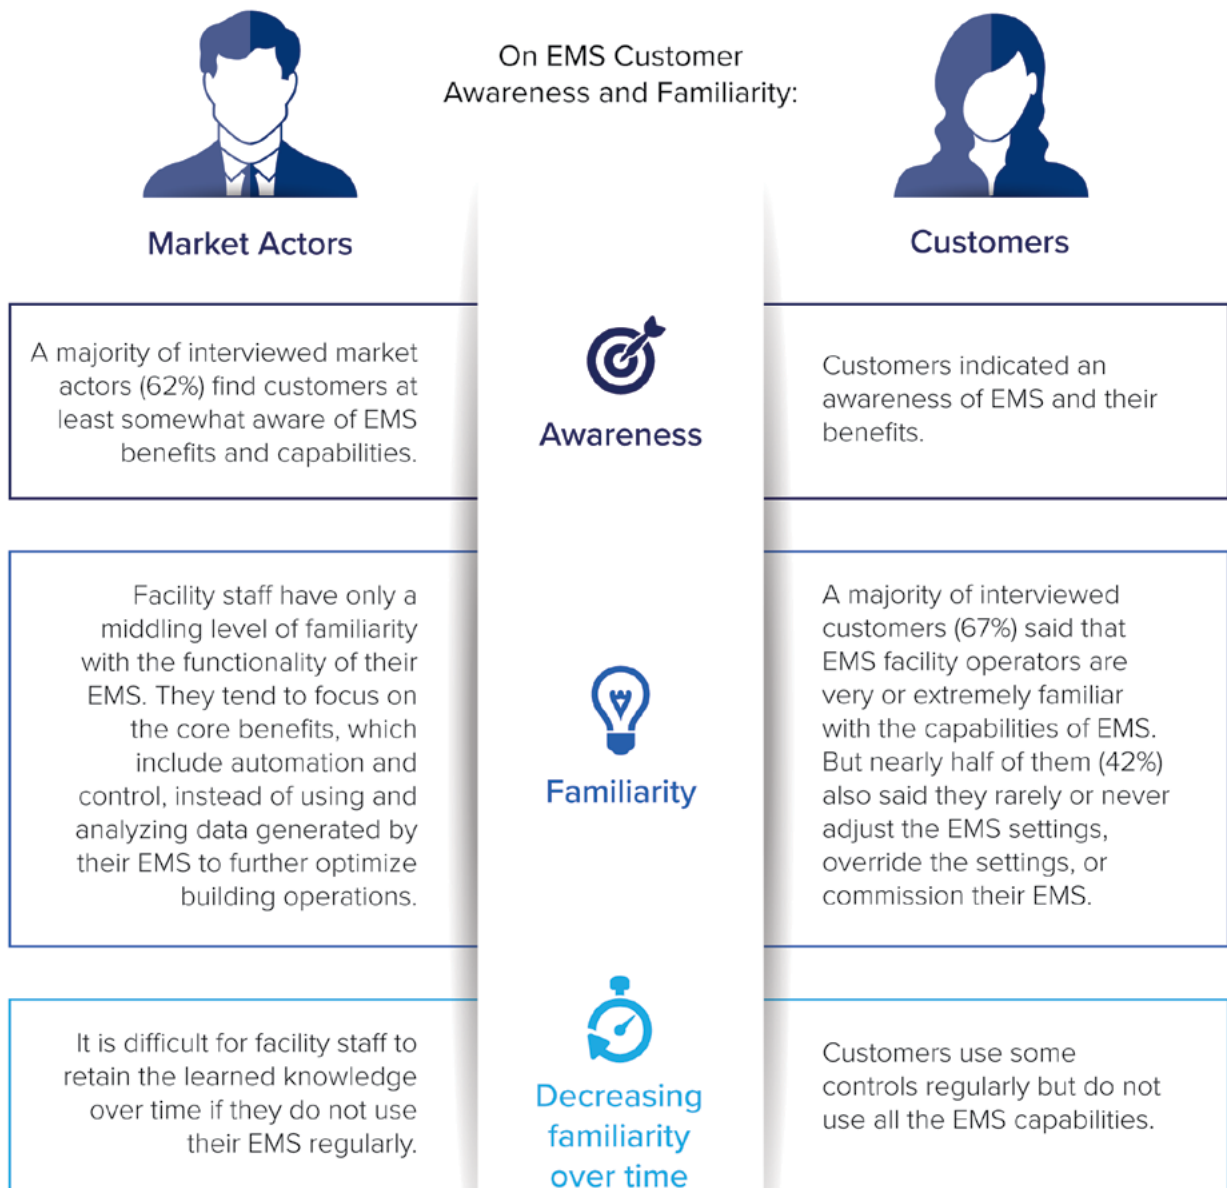 On EMS Customer
Awareness and Familiarity:
Market Actors
Customers
A majority of interviewed market
actors (62%) find customers at
least somewhat aware of EMS
benefits and capabilities.
Awareness
Customers indicated an
awareness of EMS and their
benefits.
Facility staff have only a
middling level of familiarity
with the functionality of their
EMS. They tend to focus on
the core benefits, which
include automation and
control, instead of using and
analyzing data generated by
their EMS to further optimize
building operations.
Familiarity
A majority of interviewed
customers (67%) said that
EMS facility operators are
very or extremely familiar
with the capabilities of EMS.
But nearly half of them (42%)
also said they rarely or never
adjust the EMS settings,
override the settings, or
commission their EMS.
It is difficult for facility staff to
retain the learned knowledge
over time if they do not use
their EMS regularly.
Decreasing
familiarity
over time
Customers use some
controls regularly but do not
use all the EMS capabilities.